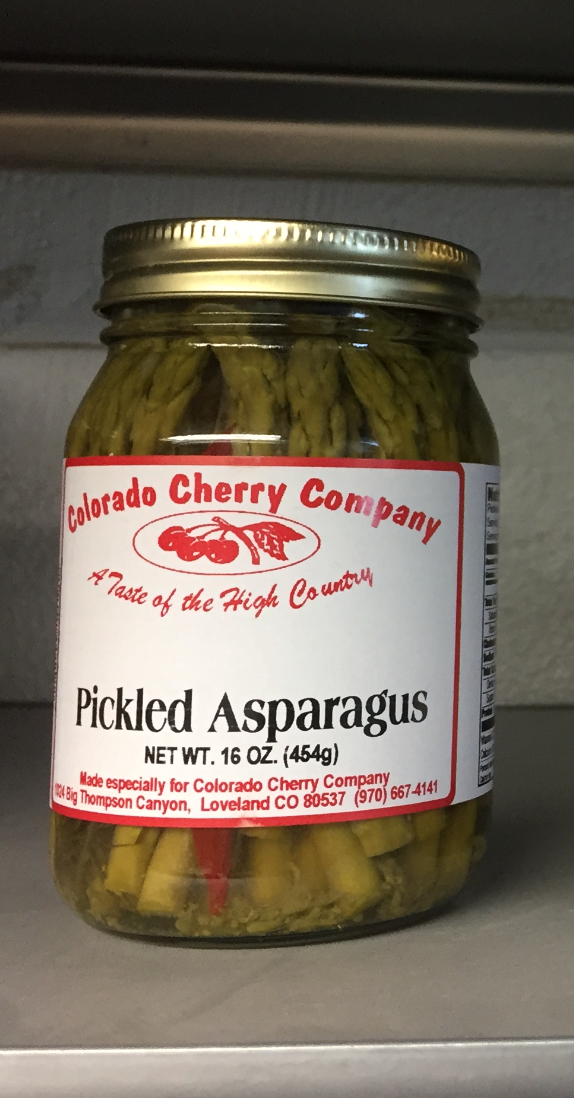 Colorado Cherry Company
A Taste of the High Country
Pickled Asparagus
NET WT. 16 OZ. (454g)
Made especially for Colorado Cherry Company
Big Thompson Canyon, Loveland CO 80537 (970) 667-4141